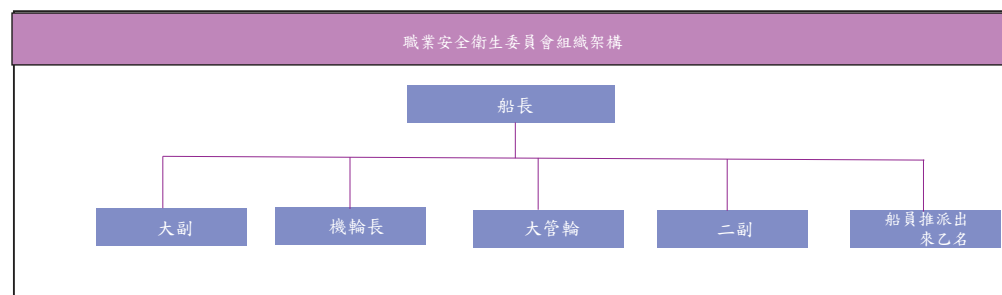 職業安全衛生委員會組織架構
船長
大副
機輪長
大管輪
二副
船員推派出
來乙名